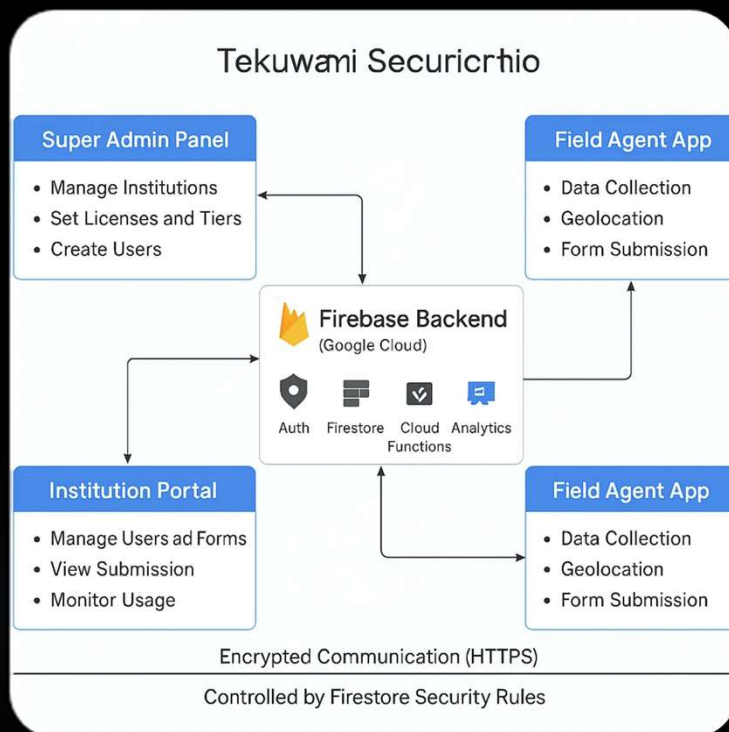 Tekuwami Securicrthio
Super Admin Panel
• Manage Institutions
• Set Licenses and Tiers
• Create Users
Field Agent App
• Data Collection
• Geolocation
• Form Submission
Firebase Backend
(Google Cloud)
Auth
Firestore
Cloud
Functions
Analytics
Institution Portal
• Manage Users ad Forms
• View Submission
• Monitor Usage
Field Agent App
• Data Collection
• Geolocation
• Form Submission
Encrypted Communication (HTTPS)
Controlled by Firestore Security Rules